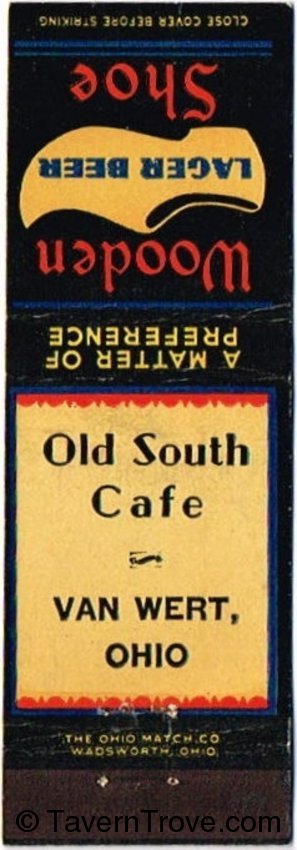 CLOSE COVER BEFORE STRIKING
Wooden
LAGER BEER
Shoe
A MATTER OF
PREFERENCE
Old South
Cafe
VAN WERT,
OHIO
THE OHIO MATCH CO.
WADSWORTH, OHIO.
© TavernTrove.com